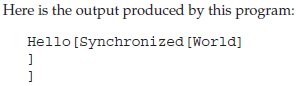 Here is the output produced by this program:
Hello[Synchronized[World]
]
]